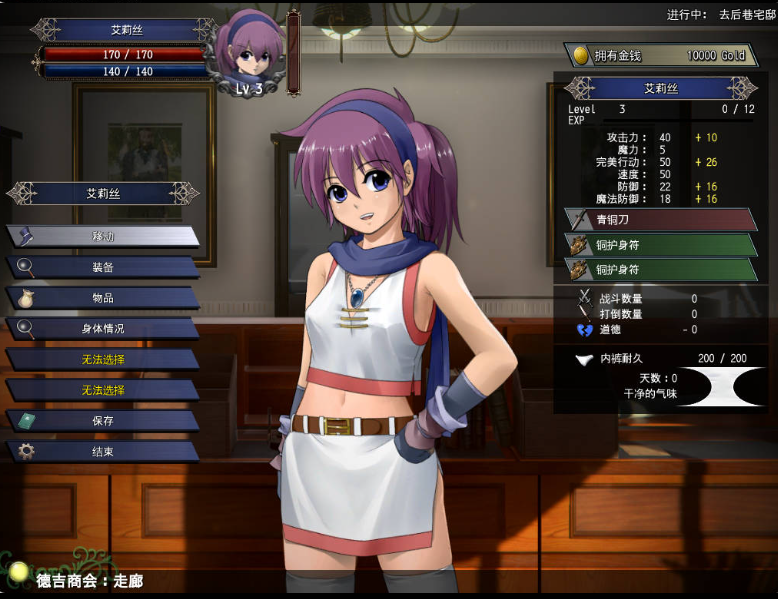 进行中： 去后巷宅邸
艾莉丝
170 / 170
140 / 140
Lv 3
拥有金钱 10000 Gold
艾莉丝
Level 3 0 / 12
EXP
攻击力： 40 + 10
魔力： 5
完美行动： 50 + 26
速度： 50
防御： 22 + 16
魔法防御： 18 + 16
青铜刀
铜护身符
铜护身符
战斗数量 0
打倒数量 0
道德 - 0
内裤耐久 200 / 200
天数：0
干净的气味
艾莉丝
移动
装备
物品
身体情况
无法选择
无法选择
保存
结束
德吉商会：走廊